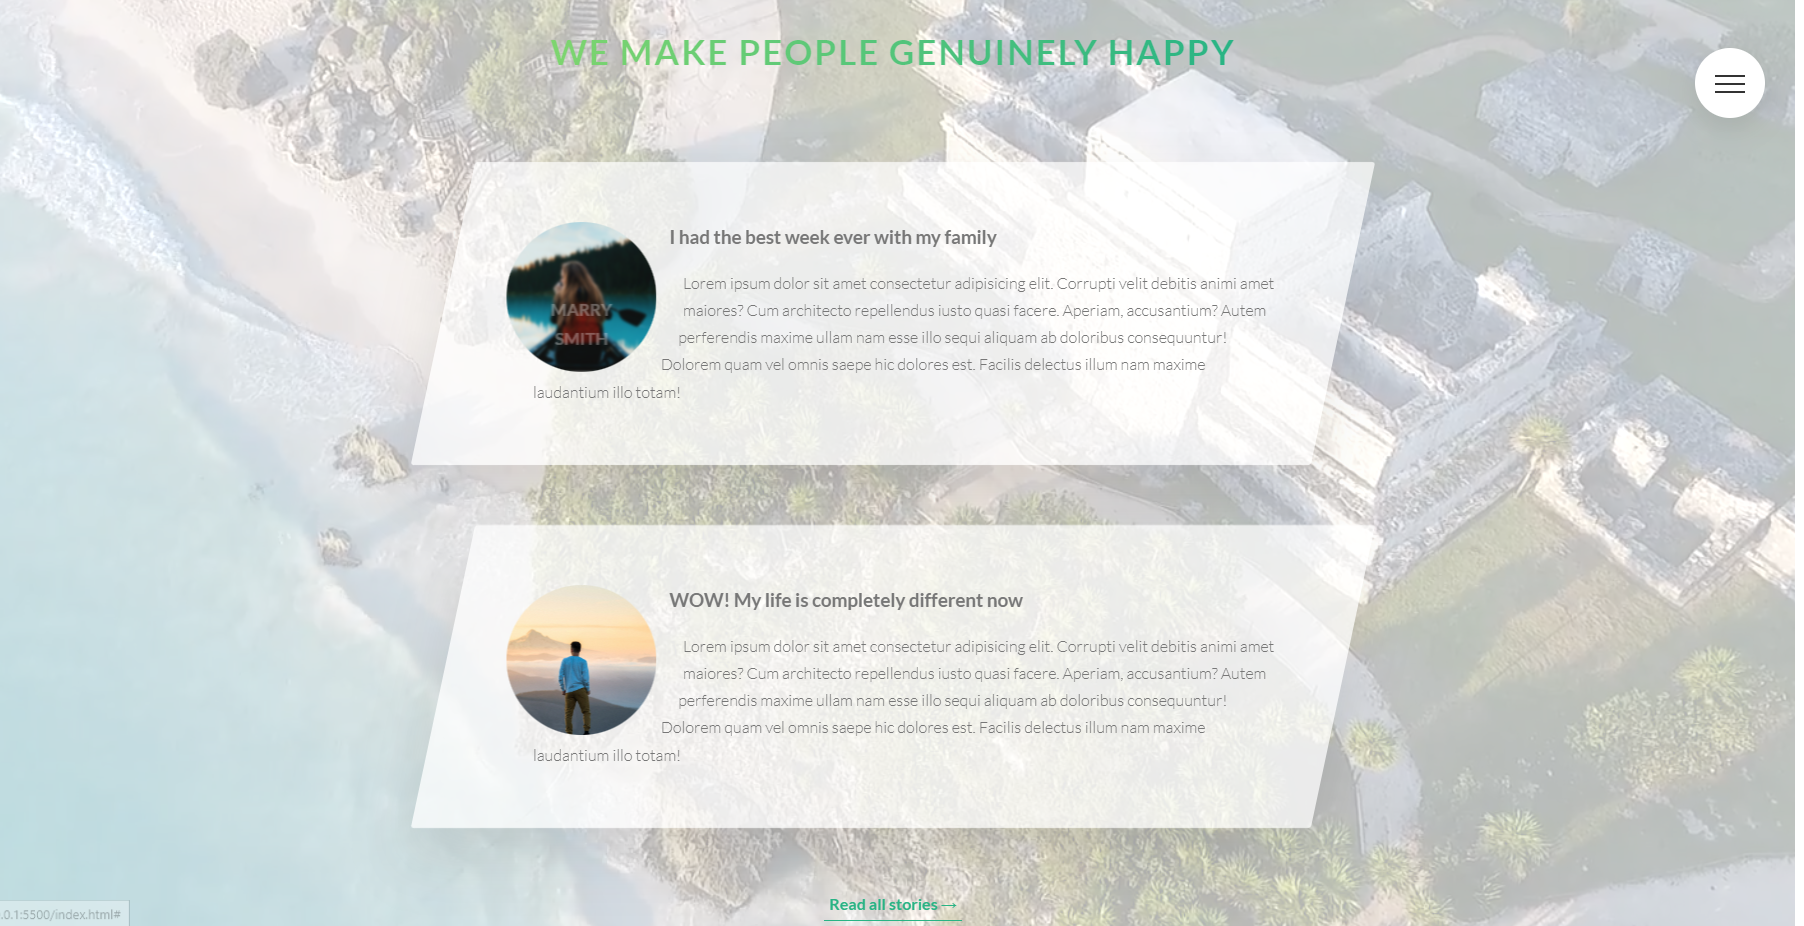 WE MAKE PEOPLE GENUINELY HAPPY
I had the best week ever with my family
MARRY
SMITH
Lorem ipsum dolor sit amet consectetur adipisicing elit. Corrupti velit debitis animi amet
maiores? Cum architecto repellendus iusto quasi facere. Aperiam, accusantium? Autem
perferendis maxime ullam nam esse illo sequi aliquam ab doloribus consequuntur!
Dolorem quam vel omnis saepe hic dolores est. Facilis delectus illum nam maxime
laudantium illo totam!
WOW! My life is completely different now
Lorem ipsum dolor sit amet consectetur adipisicing elit. Corrupti velit debitis animi amet
maiores? Cum architecto repellendus iusto quasi facere. Aperiam, accusantium? Autem
perferendis maxime ullam nam esse illo sequi aliquam ab doloribus consequuntur!
Dolorem quam vel omnis saepe hic dolores est. Facilis delectus illum nam maxime
laudantium illo totam!
Read all stories →
.0.1:5500/index.html#